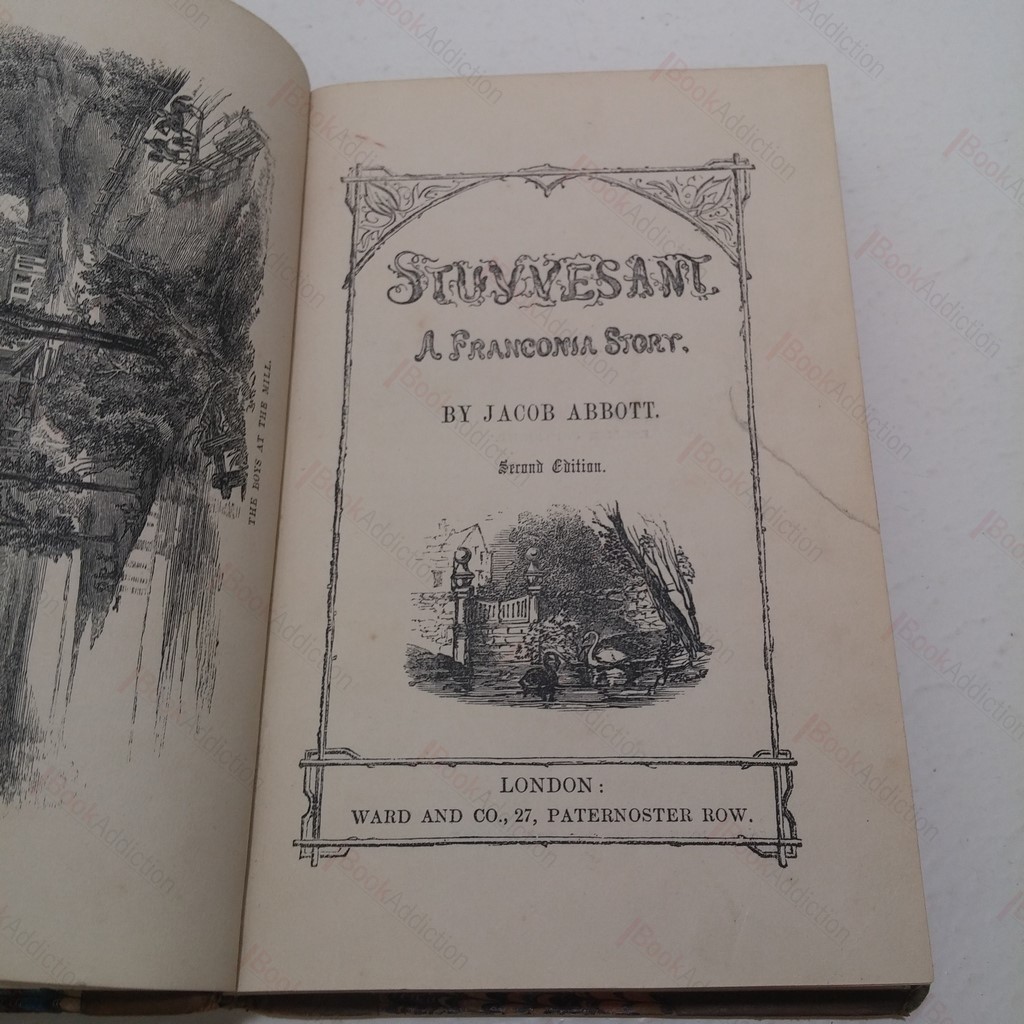 THE BOYS AT THE MILL.
STUYVESANT.
A FRANCONIA STORY.
BY JACOB ABBOTT.
Second Edition.
LONDON:
WARD AND CO., 27, PATERNOSTER ROW.
BookAddiction